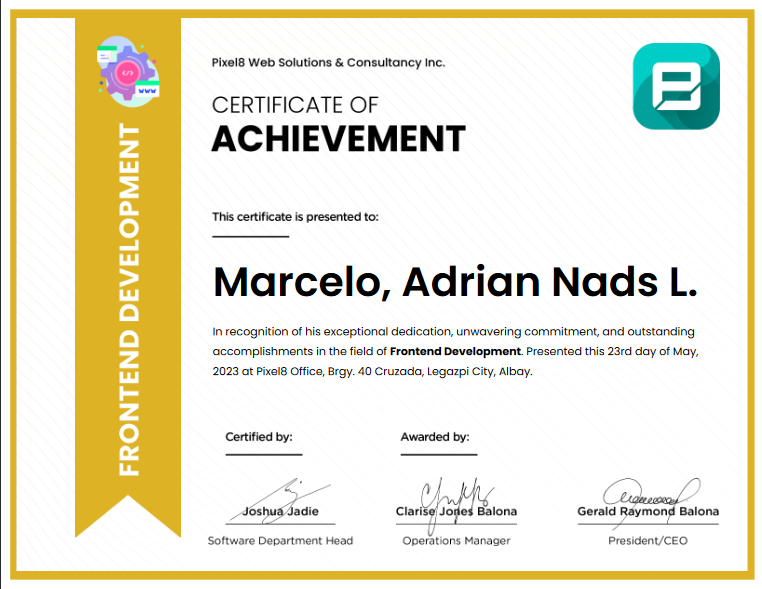 Pixel8 Web Solutions & Consultancy Inc.
CERTIFICATE OF
ACHIEVEMENT
FRONTEND DEVELOPMENT
WWW
</>
This certificate is presented to:
Marcelo, Adrian Nads L.
In recognition of his exceptional dedication, unwavering commitment, and outstanding
accomplishments in the field of Frontend Development. Presented this 23rd day of May,
2023 at Pixel8 Office, Brgy. 40 Cruzada, Legazpi City, Albay.
Certified by:
Awarded by:
Joshua Jadie
Clarise Jones Balona
Gerald Raymond Balona
Software Department Head
Operations Manager
President/CEO